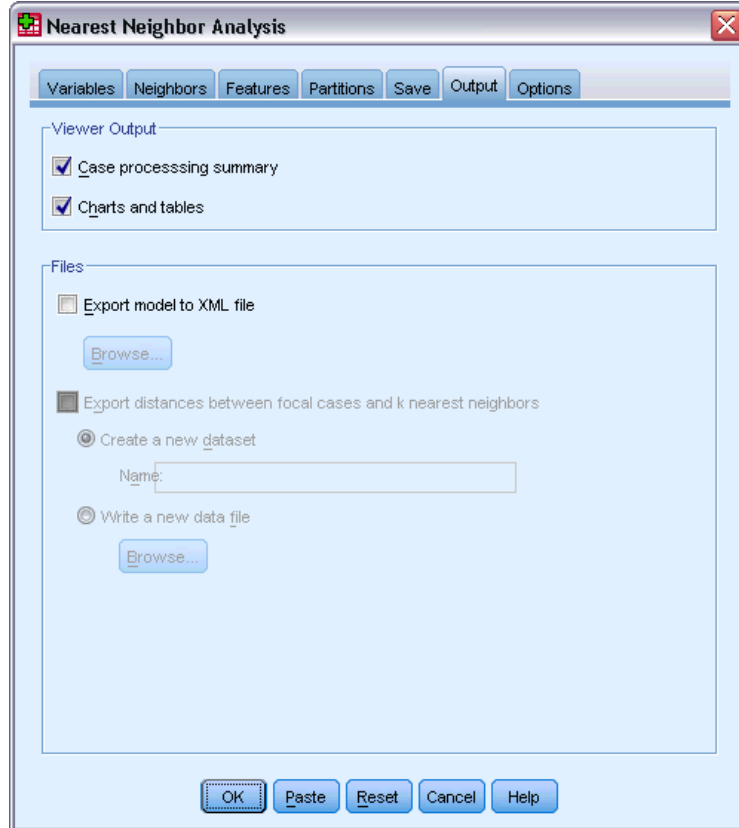 Nearest Neighbor Analysis
Variables Neighbors Features Partitions Save Output Options
Viewer Output
Case processsing summary
Charts and tables
Files
Export model to XML file
Browse...
Export distances between focal cases and k nearest neighbors
Create a new dataset
Name:
Write a new data file
Browse...
OK Paste Reset Cancel Help